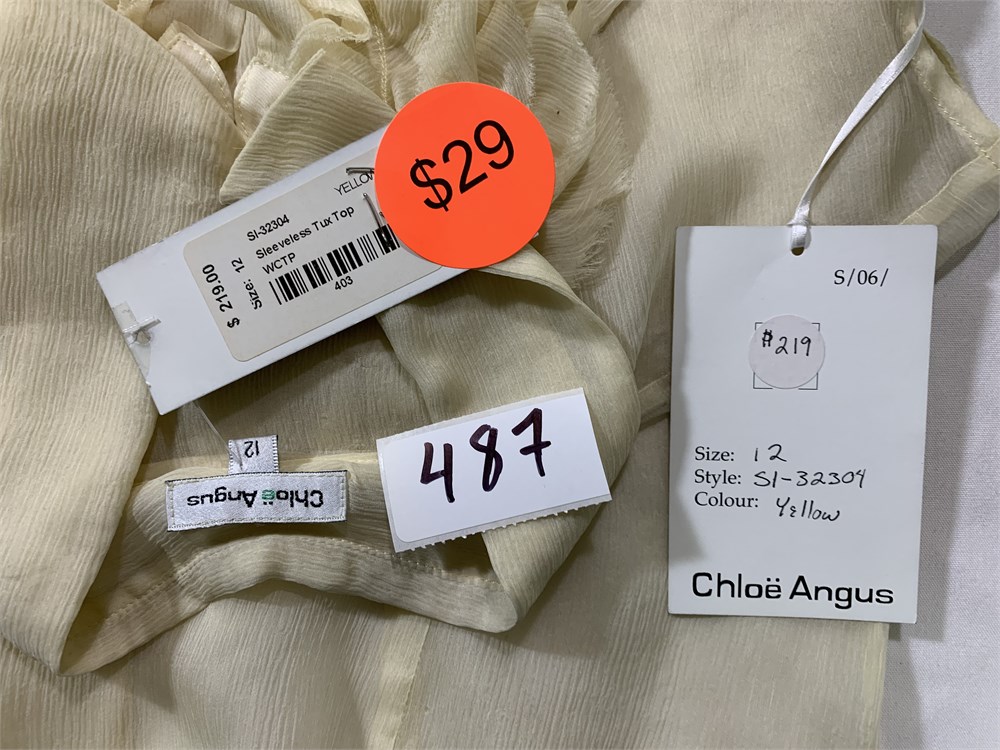 $29
YELLOW
SI-32304
Sleeveless Tux Top
WCTP
Size: 12
403
$ 219.00
487
12
Chloë Angus
S/06/
$219
Size: 12
Style: SI-32304
Colour: Yellow
Chloë Angus